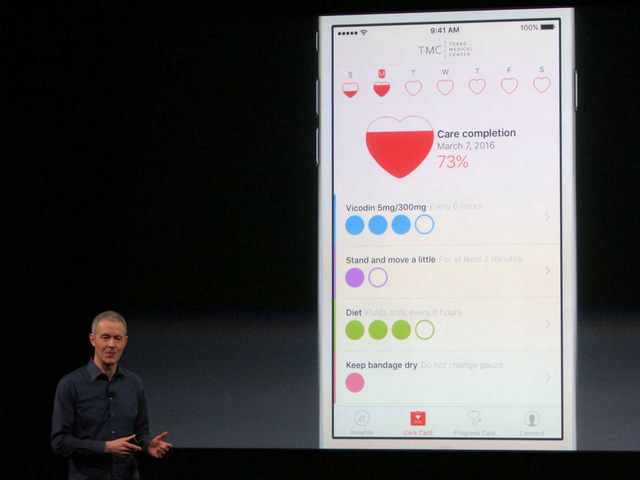 9:41 AM
100%
TMC TEXAS MEDICAL CENTER
S M T W T F S
Care completion
March 7, 2016
73%
Vicodin 5mg/300mg Every 6 hours
Stand and move a little For at least 2 minutes
Diet Fluids only, every 6 hours
Keep bandage dry Do not change gauze
Insights Care Card Progress Card Connect